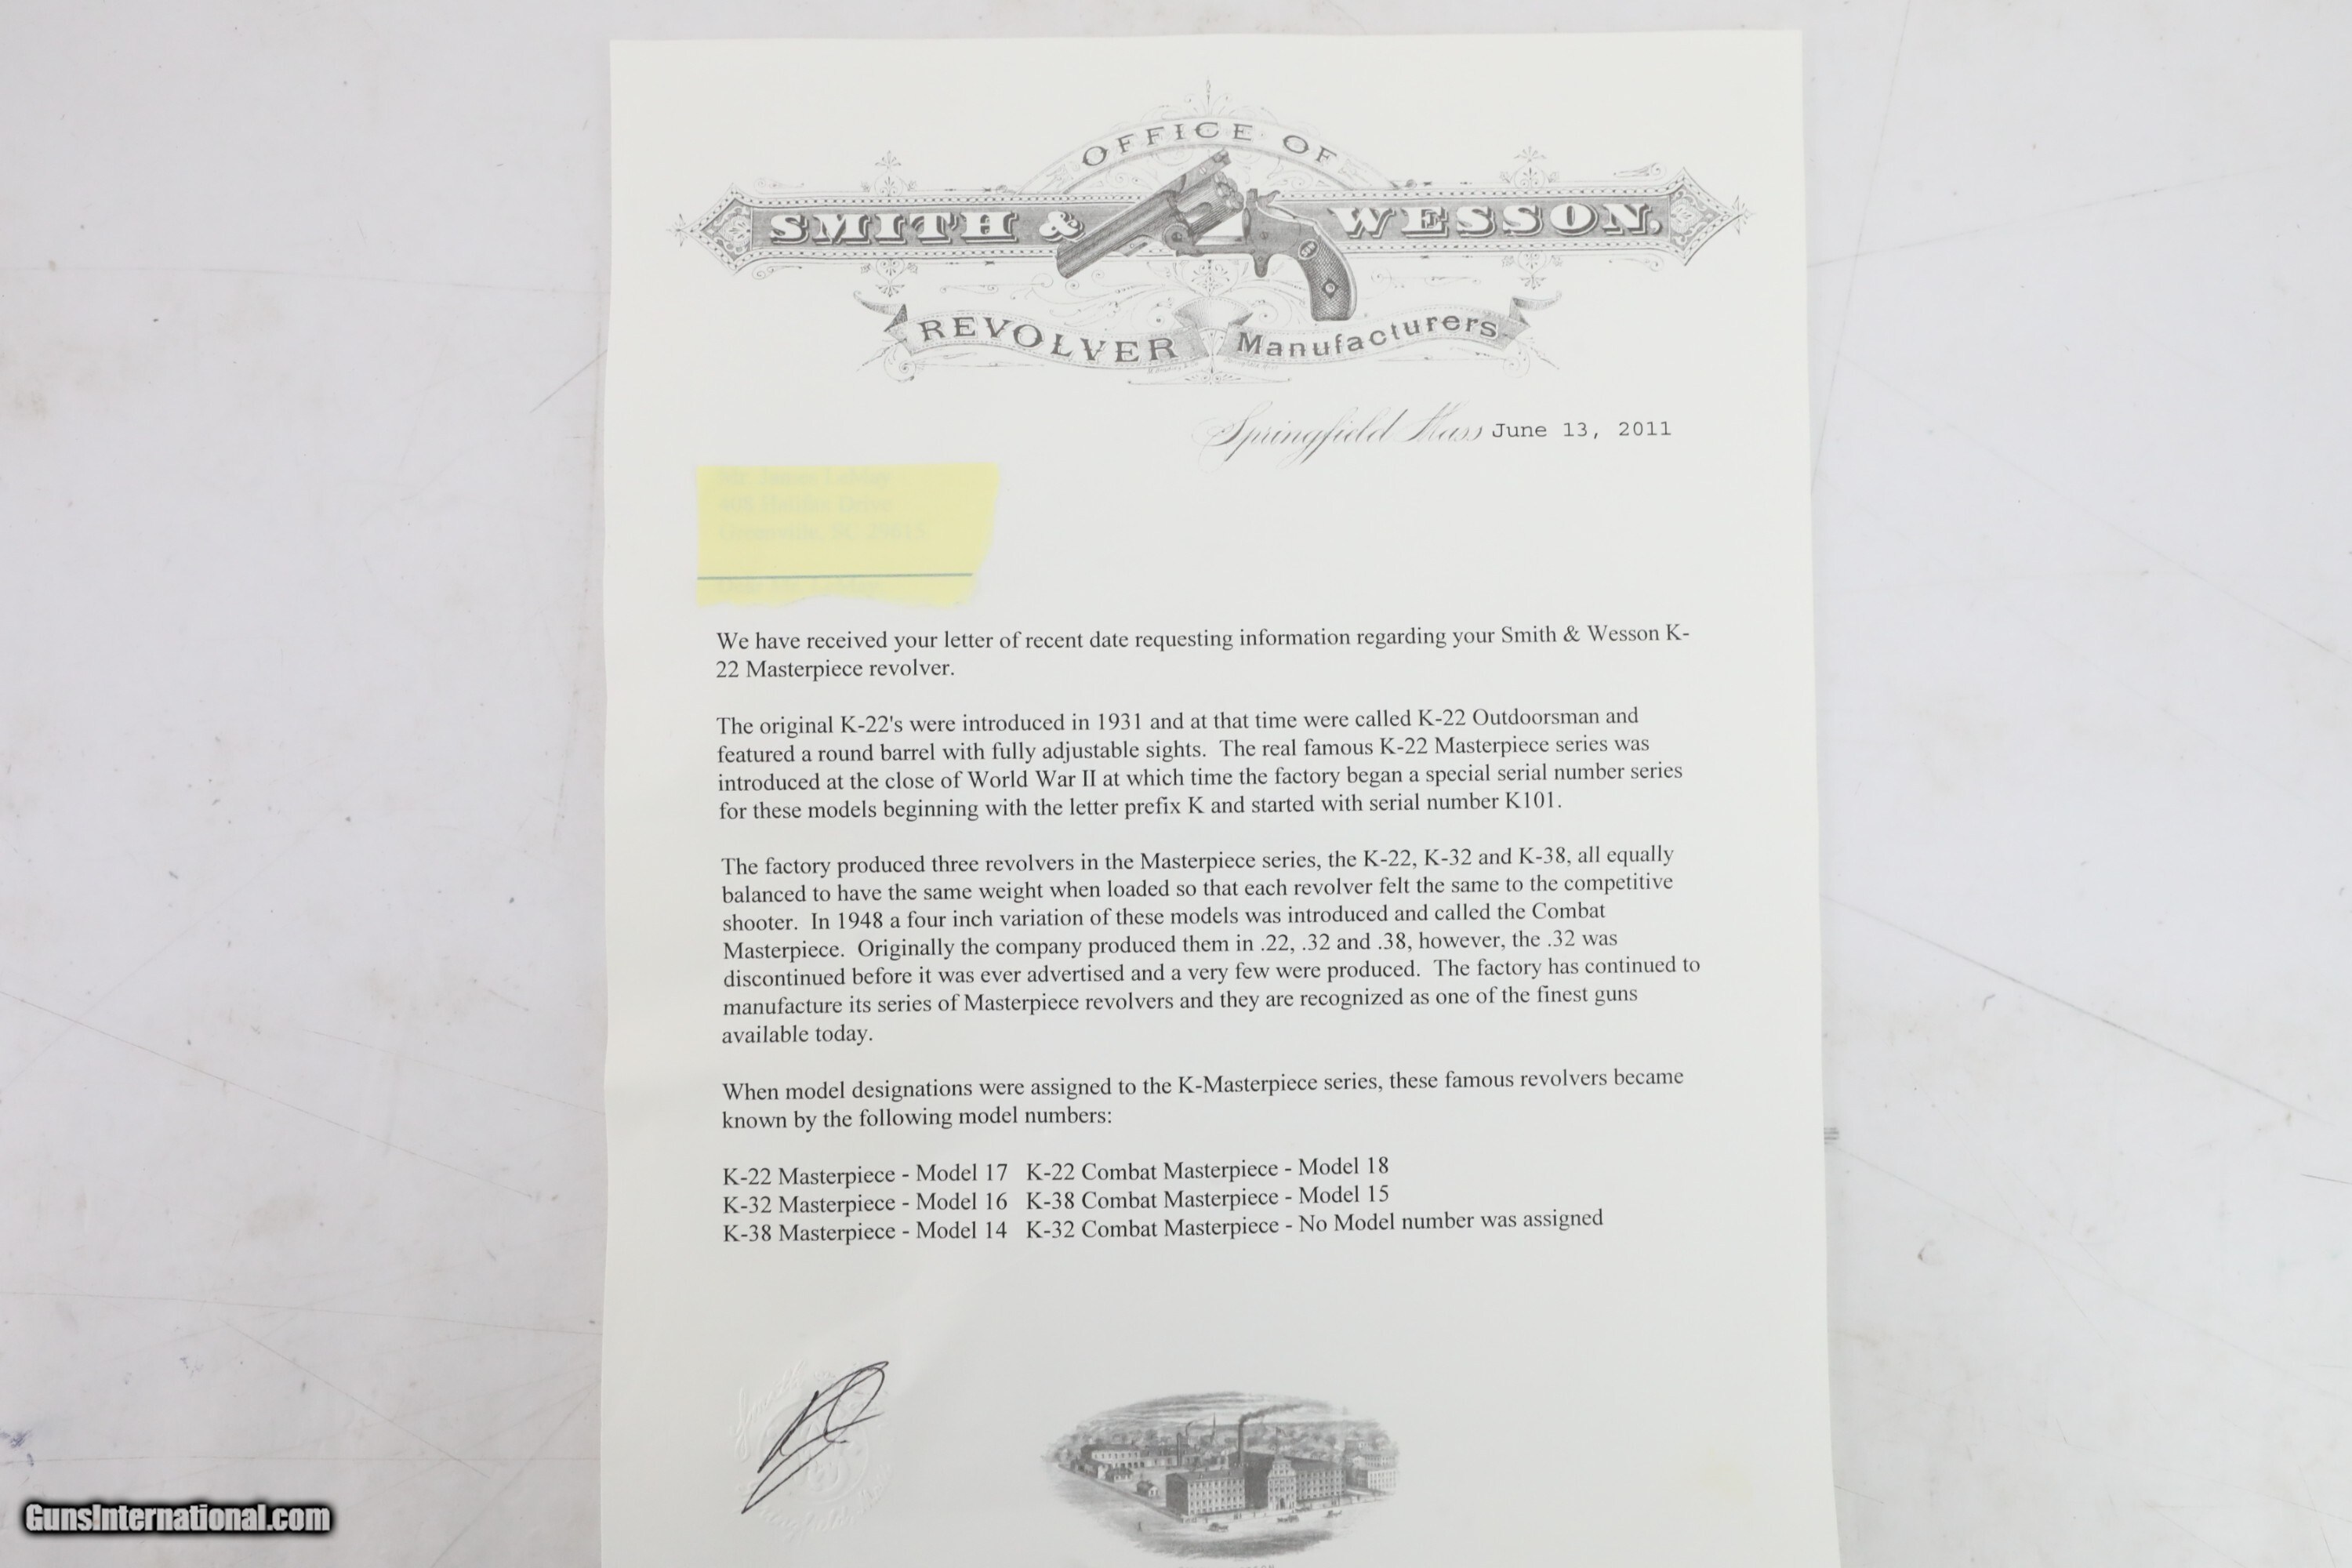 OFFICE OF
SMITH & WESSON.
REVOLVER Manufacturers
Springfield Mass June 13, 2011
We have received your letter of recent date requesting information regarding your Smith & Wesson K-
22 Masterpiece revolver.
The original K-22's were introduced in 1931 and at that time were called K-22 Outdoorsman and
featured a round barrel with fully adjustable sights. The real famous K-22 Masterpiece series was
introduced at the close of World War II at which time the factory began a special serial number series
for these models beginning with the letter prefix K and started with serial number K101.
The factory produced three revolvers in the Masterpiece series, the K-22, K-32 and K-38, all equally
balanced to have the same weight when loaded so that each revolver felt the same to the competitive
shooter. In 1948 a four inch variation of these models was introduced and called the Combat
Masterpiece. Originally the company produced them in .22, .32 and .38, however, the .32 was
discontinued before it was ever advertised and a very few were produced. The factory has continued to
manufacture its series of Masterpiece revolvers and they are recognized as one of the finest guns
available today.
When model designations were assigned to the K-Masterpiece series, these famous revolvers became
known by the following model numbers:
K-22 Masterpiece - Model 17 K-22 Combat Masterpiece - Model 18
K-32 Masterpiece - Model 16 K-38 Combat Masterpiece - Model 15
K-38 Masterpiece - Model 14 K-32 Combat Masterpiece - No Model number was assigned
GunsInternational.com